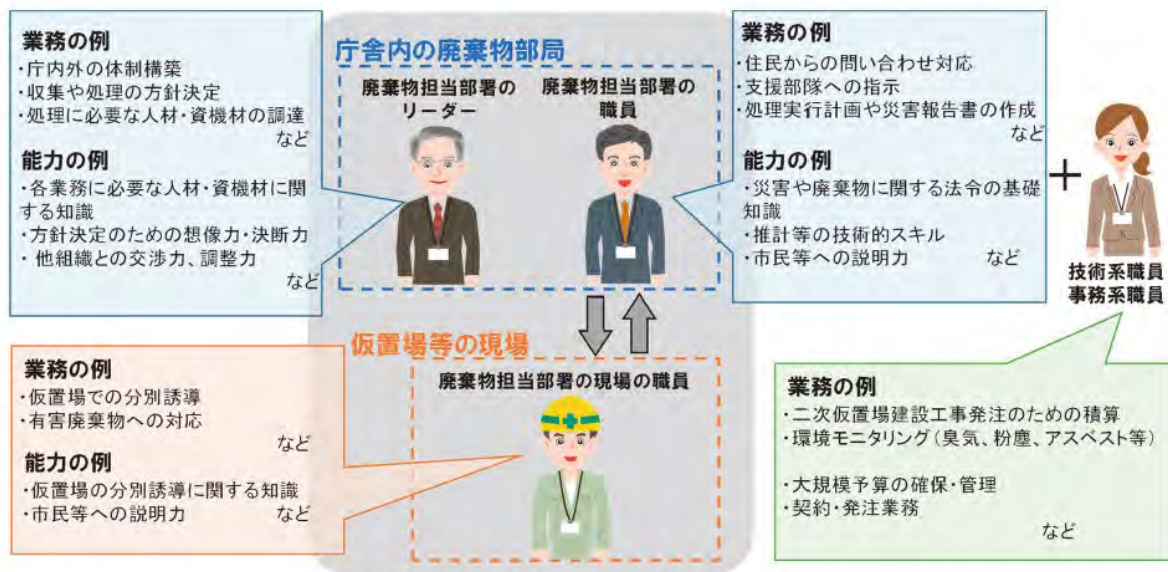 業務の例
・庁内外の体制構築
・収集や処理の方針決定
・処理に必要な人材・資機材の調達
など
能力の例
・各業務に必要な人材・資機材に関
する知識
・方針決定のための想像力・決断力
・他組織との交渉力、調整力
など
庁舎内の廃棄物部局
廃棄物担当部署の
リーダー
廃棄物担当部署の
職員
業務の例
・住民からの問い合わせ対応
・支援部隊への指示
・処理実行計画や災害報告書の作成
など
能力の例
・災害や廃棄物に関する法令の基礎
知識
・推計等の技術的スキル
・市民等への説明力 など
+
技術系職員
事務系職員
仮置場等の現場
廃棄物担当部署の現場の職員
業務の例
・仮置場での分別誘導
・有害廃棄物への対応
など
能力の例
・仮置場の分別誘導に関する知識
・市民等への説明力 など
業務の例
・二次仮置場建設工事発注のための積算
・環境モニタリング(臭気、粉塵、アスベスト等)
・大規模予算の確保・管理
・契約・発注業務
など